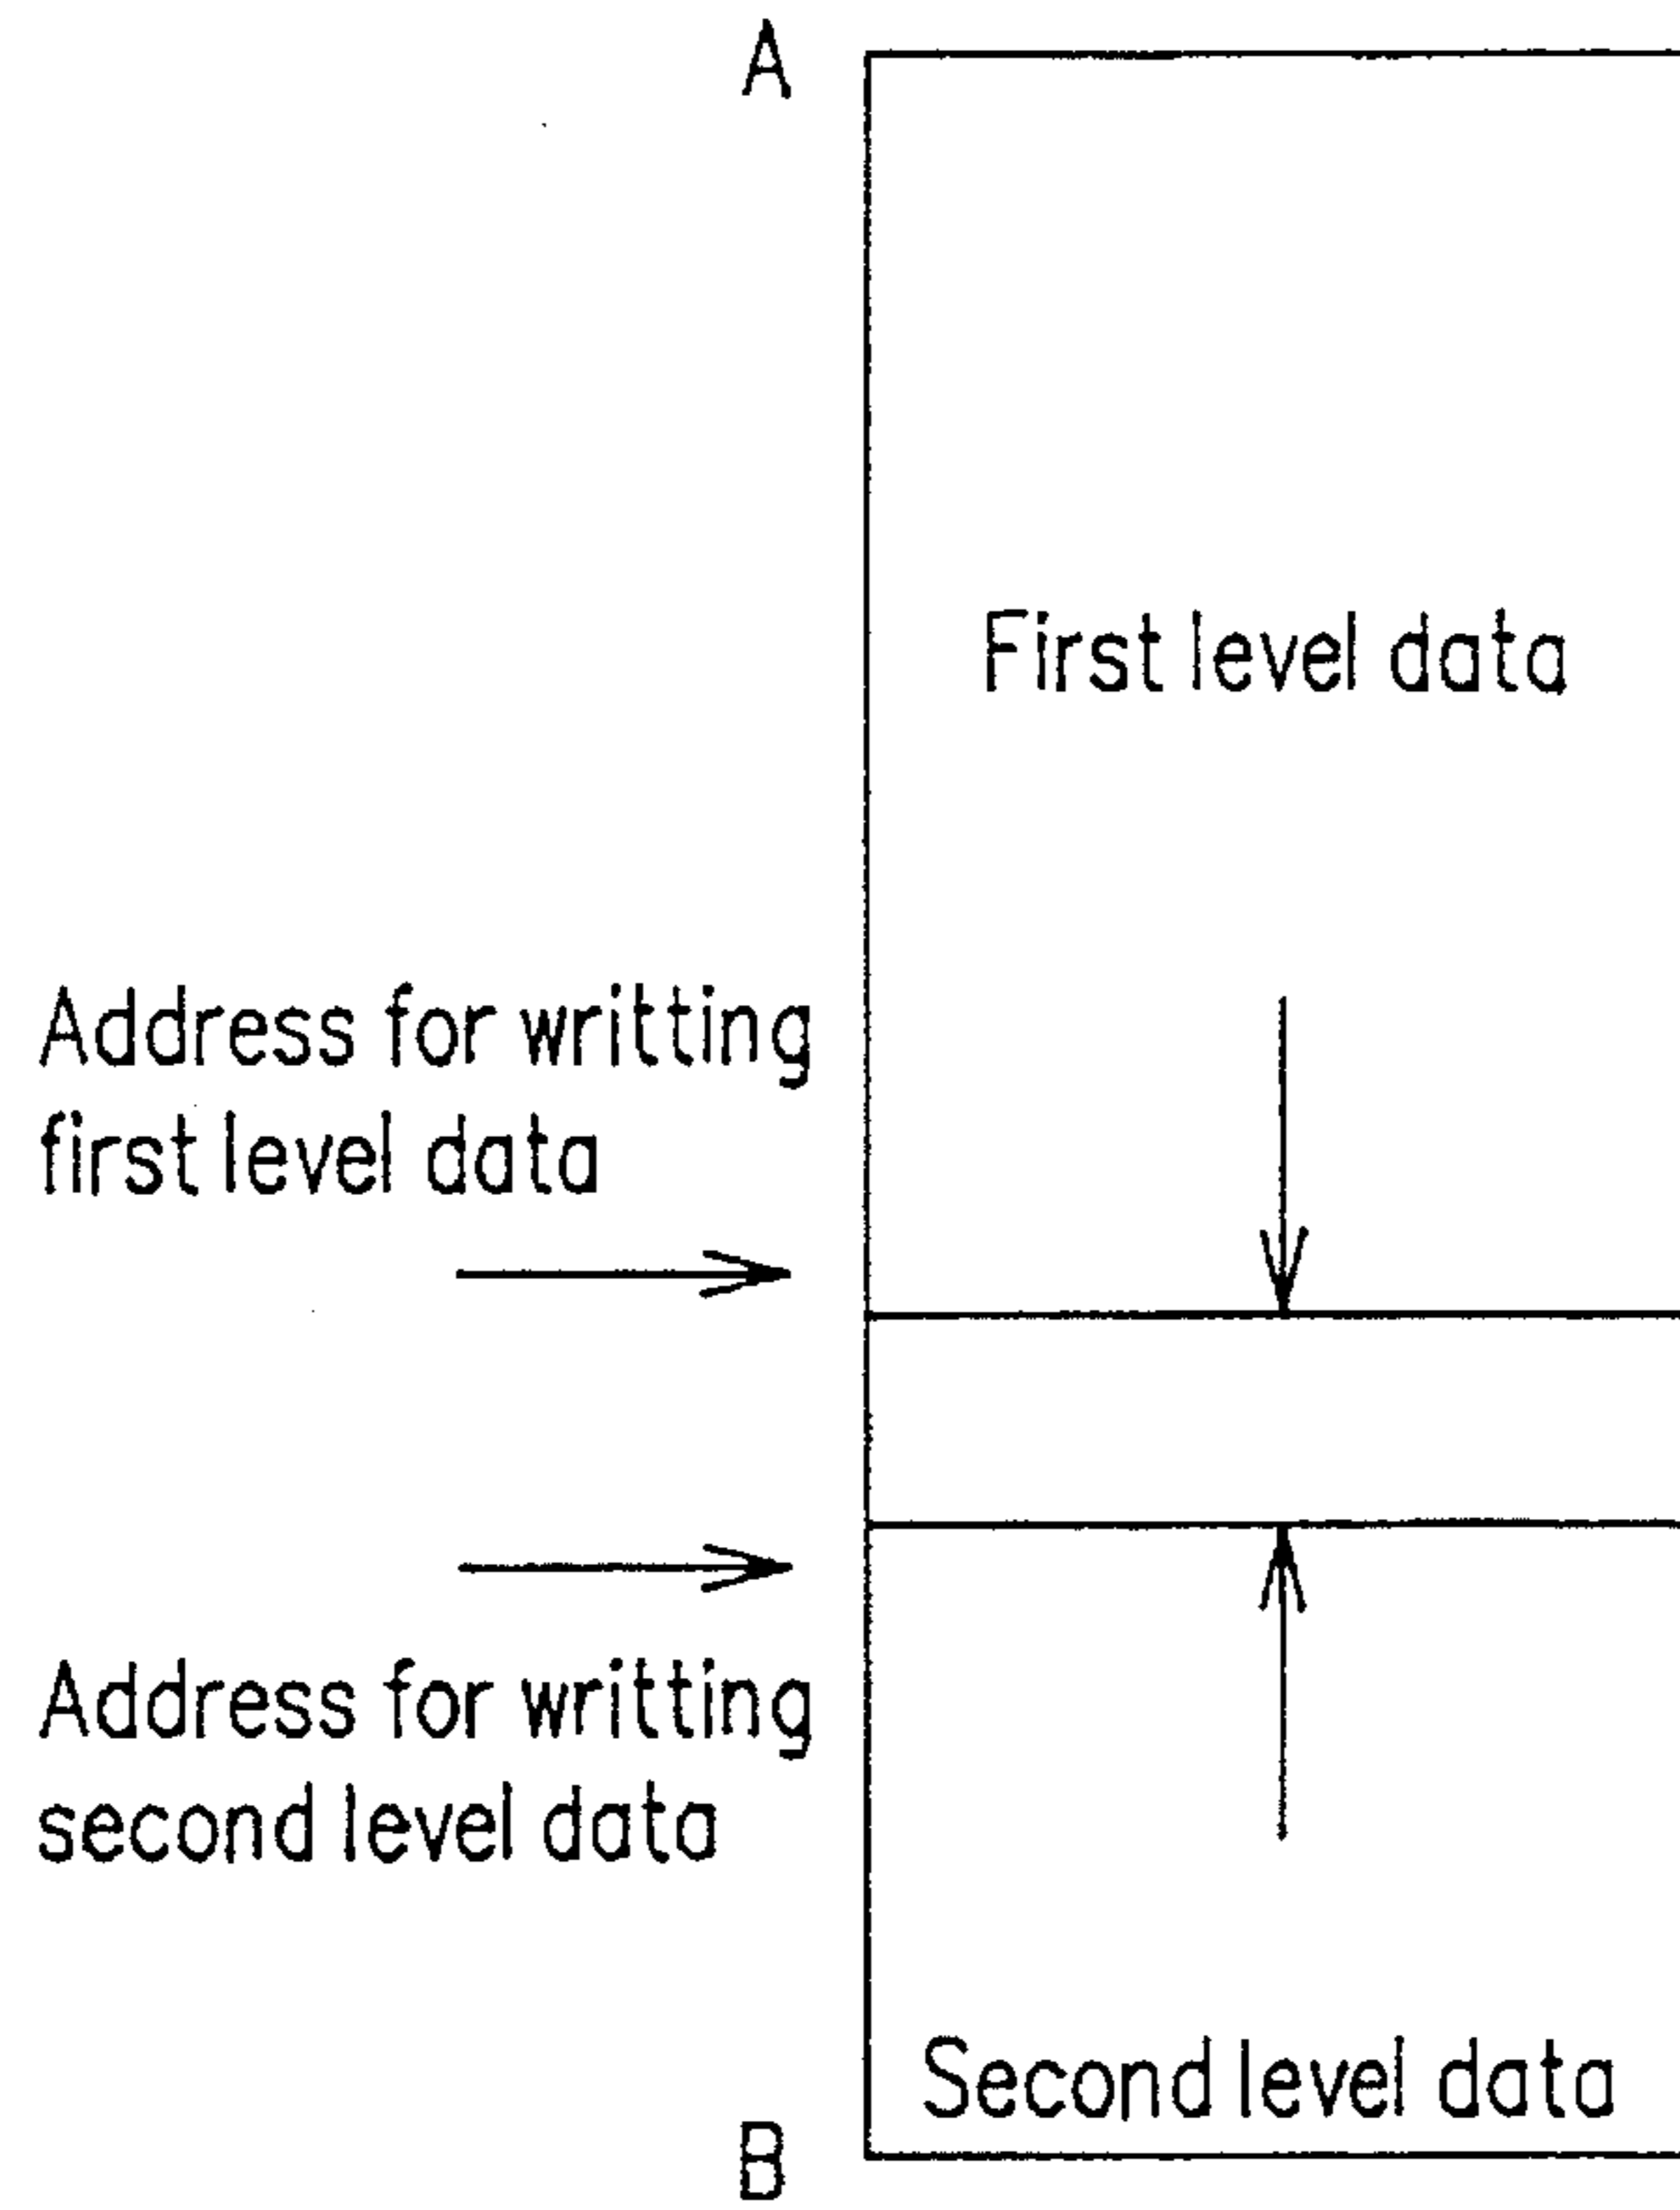 A
First level data
Address for writting
first level data
Address for writting
second level data
Second level data
B